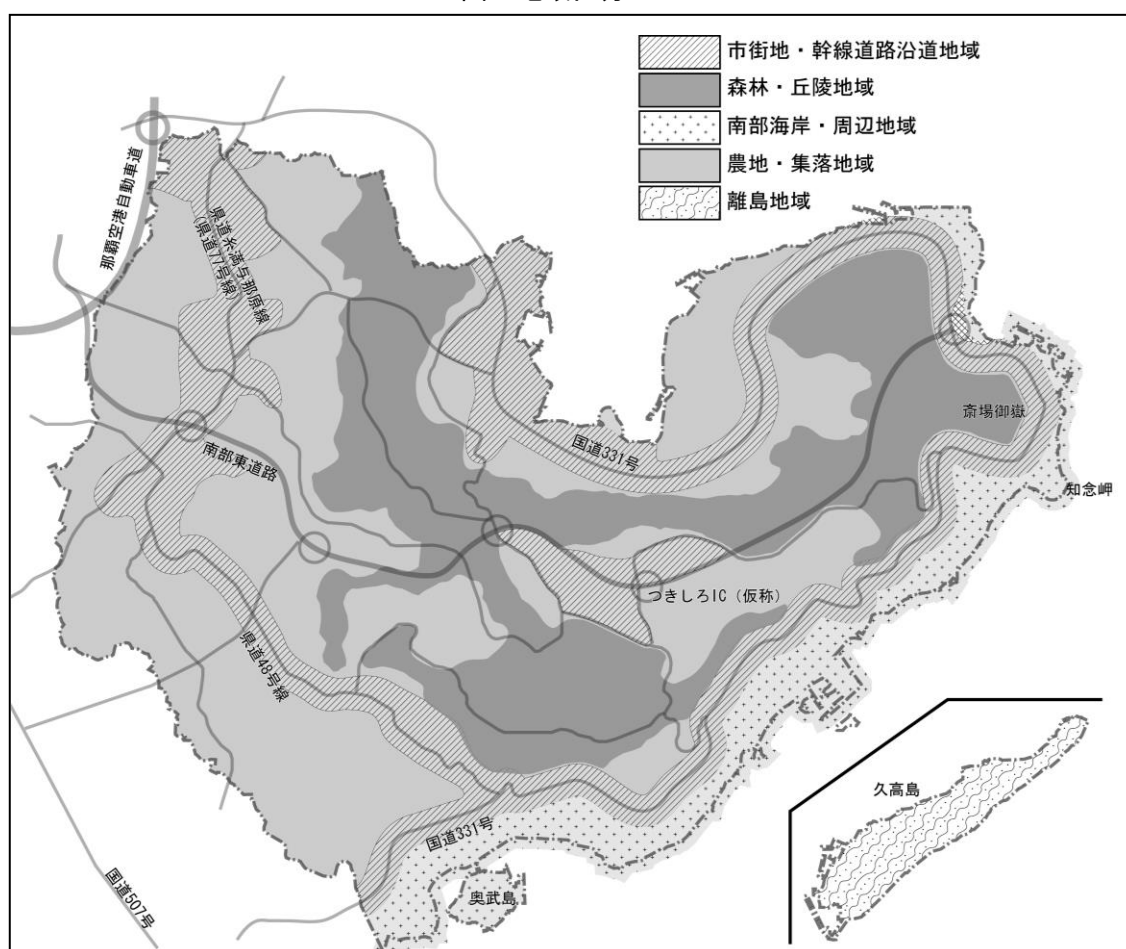 市街地・幹線道路沿道地域
森林・丘陵地域
南部海岸・周辺地域
農地・集落地域
離島地域
那覇空港自動車道
県道糸満与那原線
(県道77号線)
南部東道路
国道331号
斎場御嶽
知念岬
つきしろIC(仮称)
県道48号線
国道331号
奥武島
久高島
国道507号